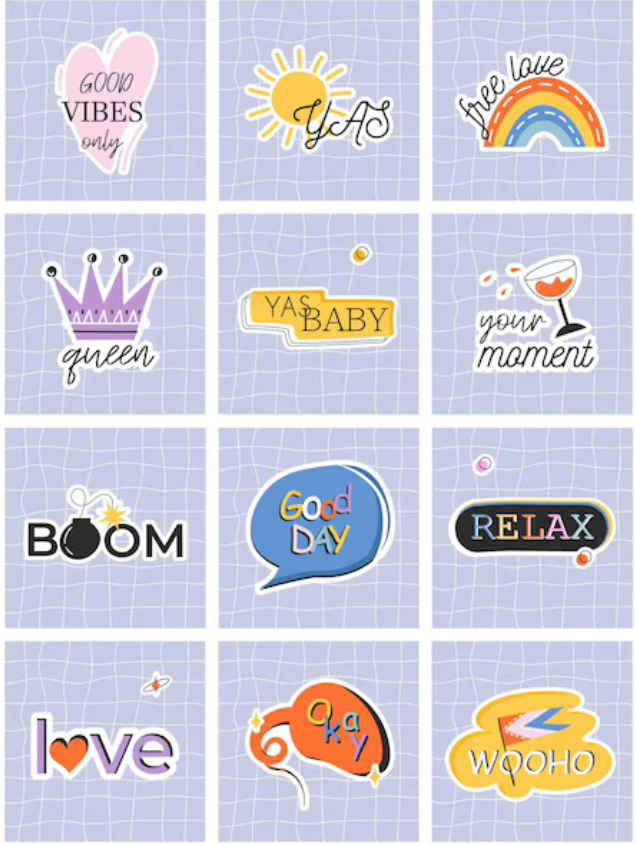 GOOD
VIBES
only
YAS
free love
queen
YAS
BABY
your
moment
BOOM
Good
DAY
RELAX
love
Okay
WOOHO